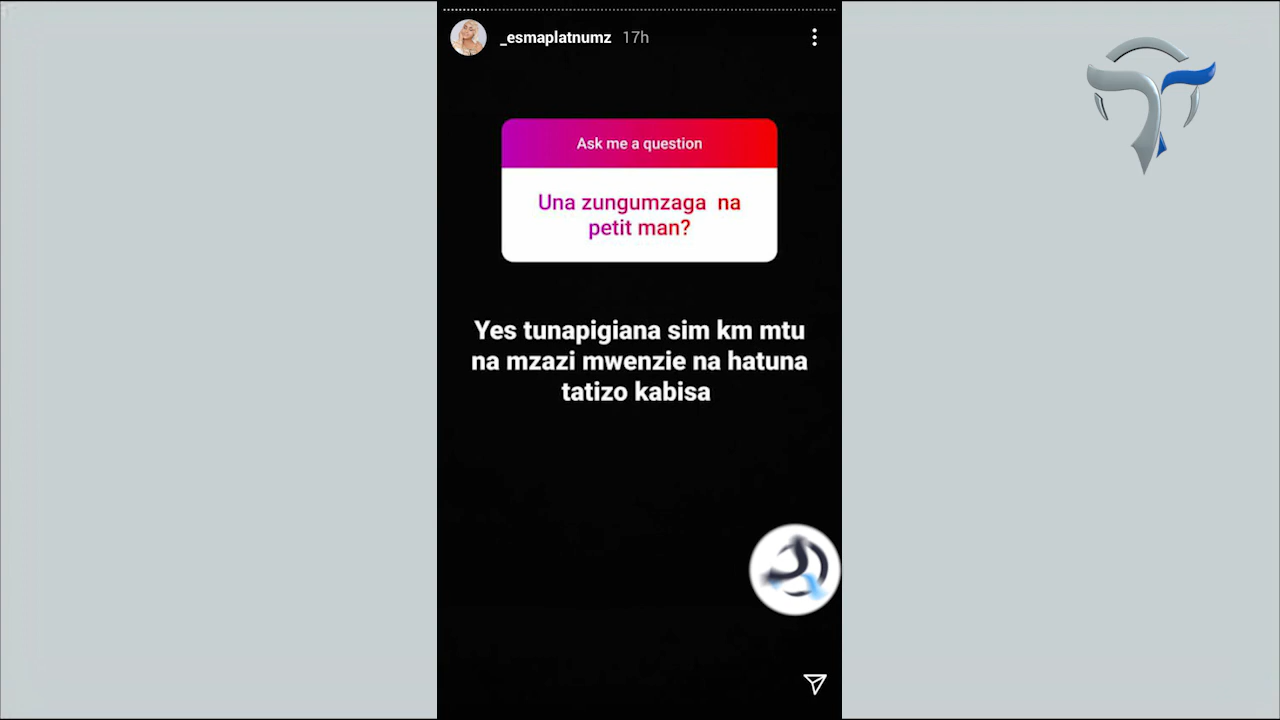 _esmaplatnumz 17h
Ask me a question
Una zungumzaga na
petit man?
Yes tunapigiana sim km mtu
na mzazi mwenzie na hatuna
tatizo kabisa